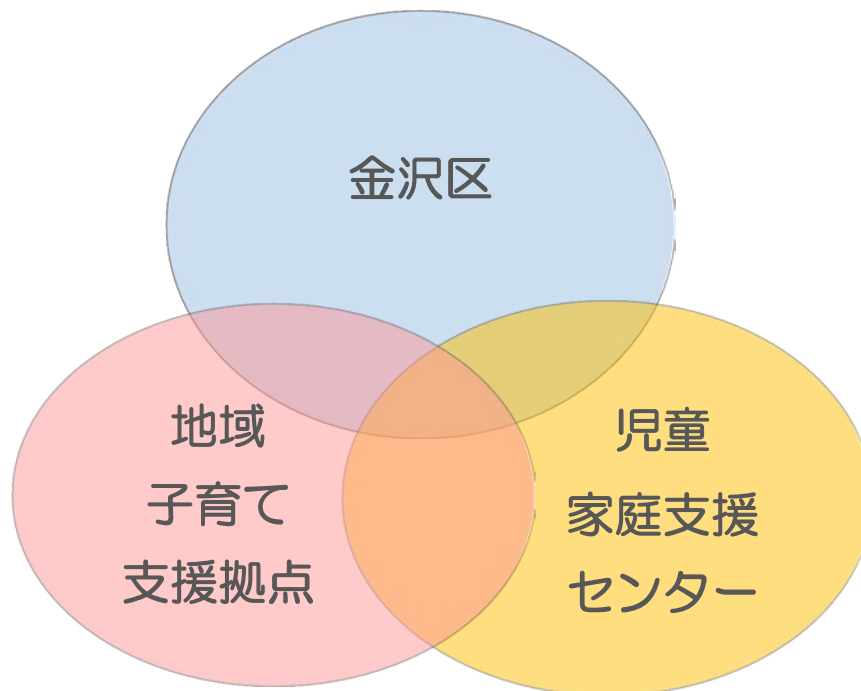 金沢区
地域
子育て
支援拠点
児童
家庭支援
センター